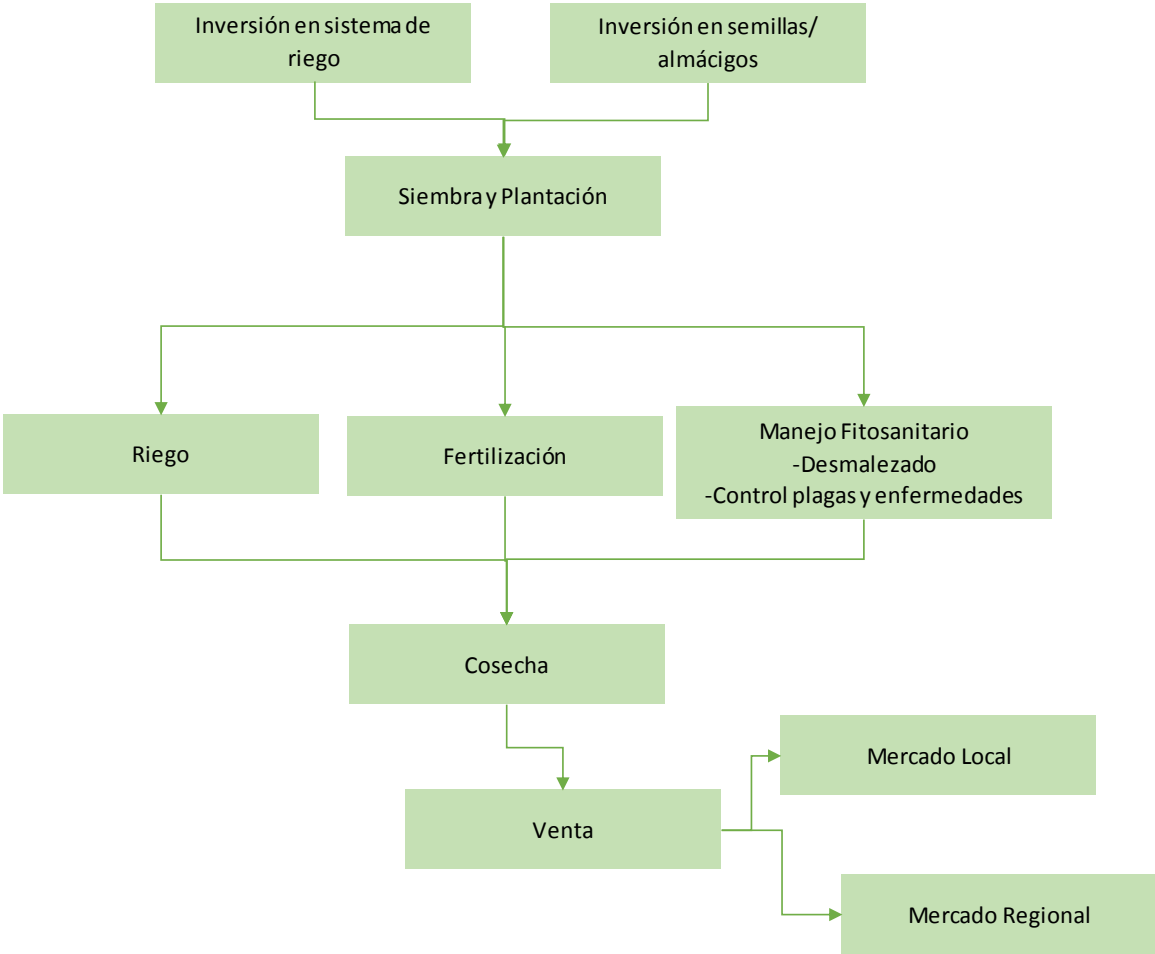 Inversión en sistema de
riego
Inversión en semillas/
almácigos
Siembra y Plantación
Riego
Fertilización
Manejo Fitosanitario
-Desmalezado
-Control plagas y enfermedades
Cosecha
Venta
Mercado Local
Mercado Regional